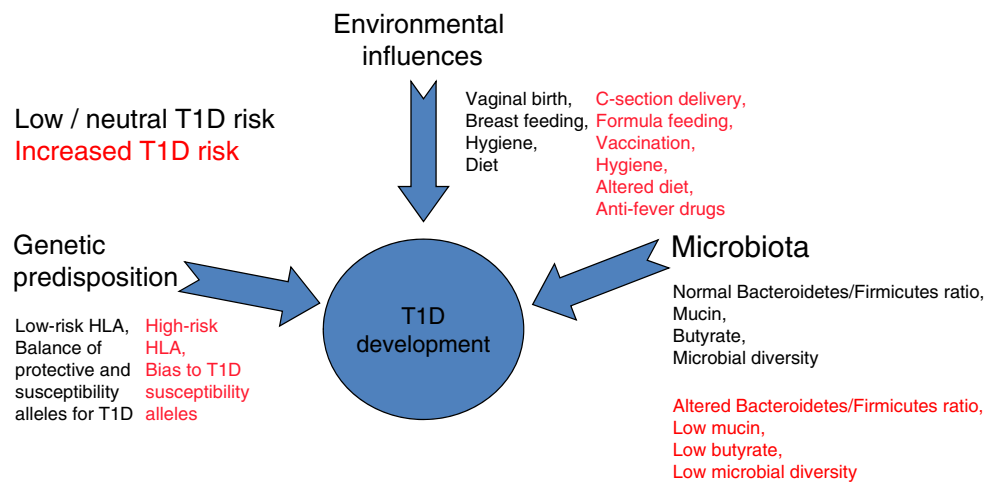 Environmental
influences
Low / neutral T1D risk
Increased T1D risk
Vaginal birth,
Breast feeding,
Hygiene,
Diet
C-section delivery,
Formula feeding,
Vaccination,
Hygiene,
Altered diet,
Anti-fever drugs
Genetic
predisposition
Low-risk HLA,
Balance of
protective and
susceptibility
alleles for T1D
High-risk
HLA,
Bias to T1D
susceptibility
alleles
T1D
development
Microbiota
Normal Bacteroidetes/Firmicutes ratio,
Mucin,
Butyrate,
Microbial diversity
Altered Bacteroidetes/Firmicutes ratio,
Low mucin,
Low butyrate,
Low microbial diversity